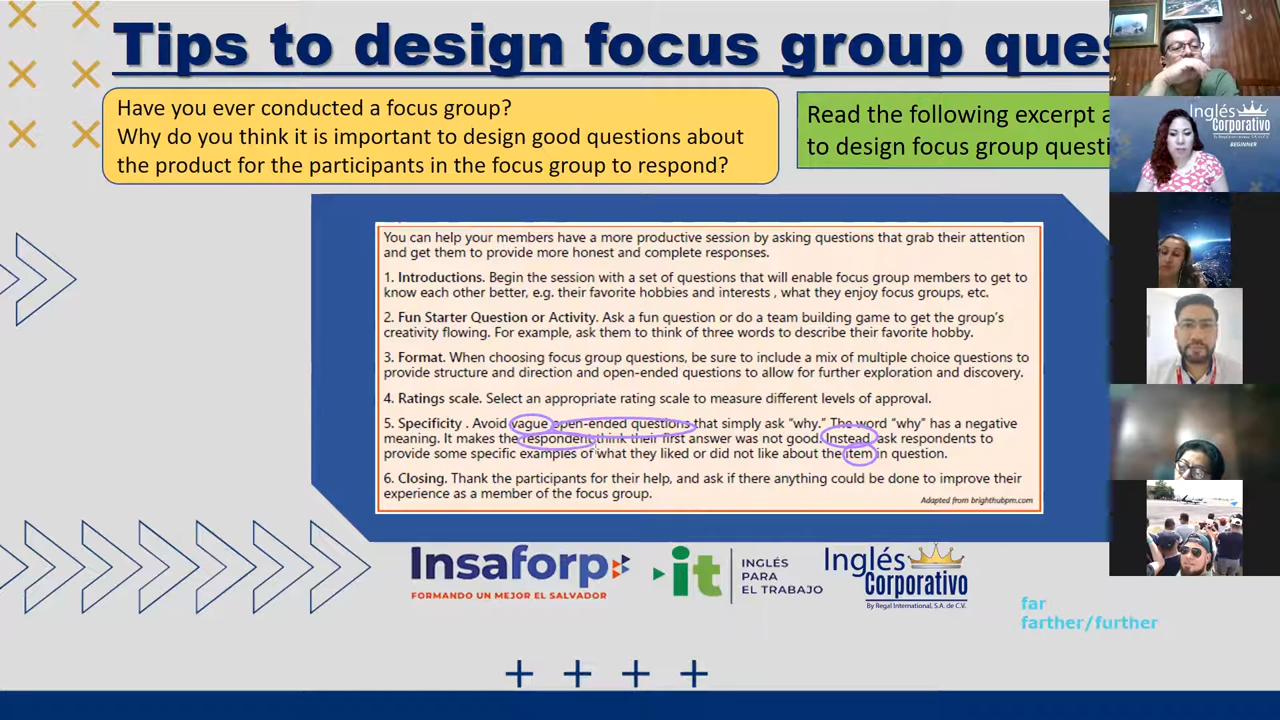 Tips to design focus group ques
Have you ever conducted a focus group?
Why do you think it is important to design good questions about
the product for the participants in the focus group to respond?
Read the following excerpt a
to design focus group questi
You can help your members have a more productive session by asking questions that grab their attention
and get them to provide more honest and complete responses.
1. Introductions. Begin the session with a set of questions that will enable focus group members to get to
know each other better, e.g. their favorite hobbies and interests , what they enjoy focus groups, etc.
2. Fun Starter Question or Activity. Ask a fun question or do a team building game to get the group's
creativity flowing. For example, ask them to think of three words to describe their favorite hobby.
3. Format. When choosing focus group questions, be sure to include a mix of multiple choice questions to
provide structure and direction and open-ended questions to allow for further exploration and discovery.
4. Ratings scale. Select an appropriate rating scale to measure different levels of approval.
5. Specificity . Avoid vague open-ended questions that simply ask "why." The word "why" has a negative
meaning. It makes the respondent think their first answer was not good. Instead, ask respondents to
provide some specific examples of what they liked or did not like about the item in question.
6. Closing. Thank the participants for their help, and ask if there anything could be done to improve their
experience as a member of the focus group.
Adapted from brighthubpm.com
Insaforp
FORMANDO UN MEJOR EL SALVADOR
it
INGLÉS
PARA
EL TRABAJO
Inglés
Corporativo
By Regal International, S.A. de C.V.
far
farther/further
Inglés
Corporativo
BEGINNER